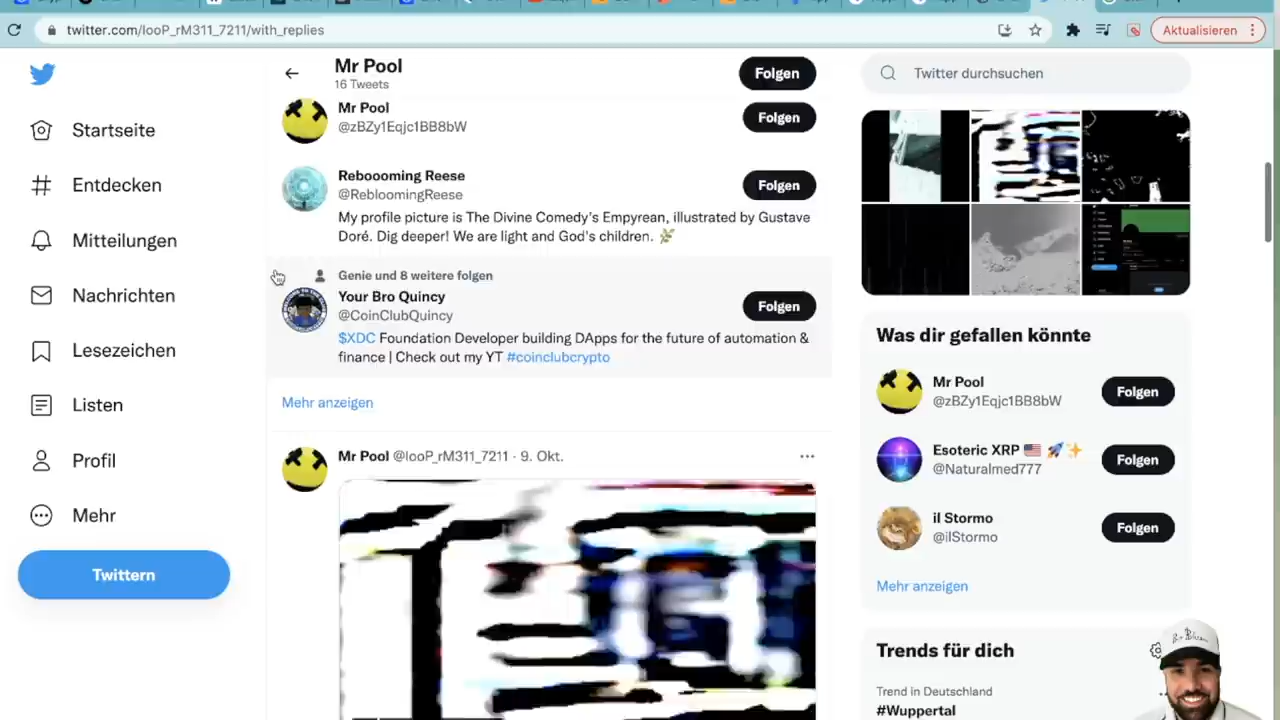 twitter.com/looP_rM311_7211/with_replies
Aktualisieren
Startseite
Entdecken
Mitteilungen
Nachrichten
Lesezeichen
Listen
Profil
Mehr
Twittern
Mr Pool
16 Tweets
Folgen
Mr Pool
@zBZy1Eqjc1BB8bW
Folgen
Reboooming Reese
@RebloomingReese
Folgen
My profile picture is The Divine Comedy's Empyrean, illustrated by Gustave
Doré. Dig deeper! We are light and God's children. 🌿
Genie und 8 weitere folgen
Your Bro Quincy
@CoinClubQuincy
Folgen
$XDC Foundation Developer building DApps for the future of automation &
finance | Check out my YT #coinclubcrypto
Mehr anzeigen
Mr Pool @looP_rM311_7211 · 9. Okt.
Twitter durchsuchen
Was dir gefallen könnte
Mr Pool
@zBZy1Eqjc1BB8bW
Folgen
Esoteric XRP 🇺🇸 🚀✨
@Naturalmed777
Folgen
il Stormo
@ilStormo
Folgen
Mehr anzeigen
Trends für dich
Trend in Deutschland
#Wuppertal